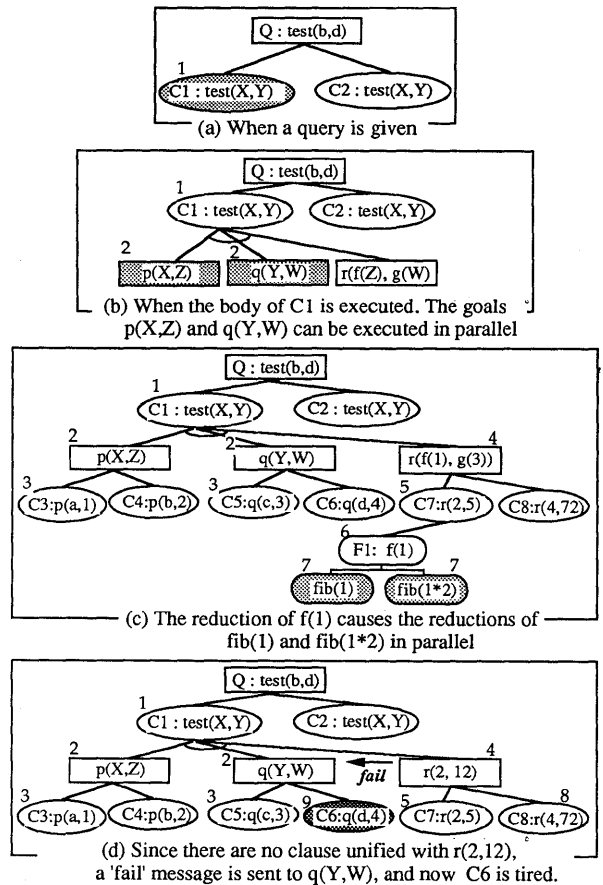 Q : test(b,d)
1
C1 : test(X,Y) C2 : test(X,Y)
(a) When a query is given
Q : test(b,d)
1
C1 : test(X,Y) C2 : test(X,Y)
2 2
p(X,Z) q(Y,W) r(f(Z), g(W)
(b) When the body of C1 is executed. The goals
p(X,Z) and q(Y,W) can be executed in parallel
Q : test(b,d)
1
C1 : test(X,Y) C2 : test(X,Y)
2 2 4
p(X,Z) q(Y,W) r(f(1), g(3))
3 3 5
C3:p(a,1) C4:p(b,2) C5:q(c,3) C6:q(d,4) C7:r(2,5) C8:r(4,72)
6
F1: f(1)
7 7
fib(1) fib(1*2)
(c) The reduction of f(1) causes the reductions of
fib(1) and fib(1*2) in parallel
Q : test(b,d)
1
C1 : test(X,Y) C2 : test(X,Y)
2 2 4
p(X,Z) q(Y,W) fail r(2, 12)
3 3 9 5 8
C3:p(a,1) C4:p(b,2) C5:q(c,3) C6:q(d,4) C7:r(2,5) C8:r(4,72)
(d) Since there are no clause unified with r(2,12),
a 'fail' message is sent to q(Y,W), and now C6 is tired.